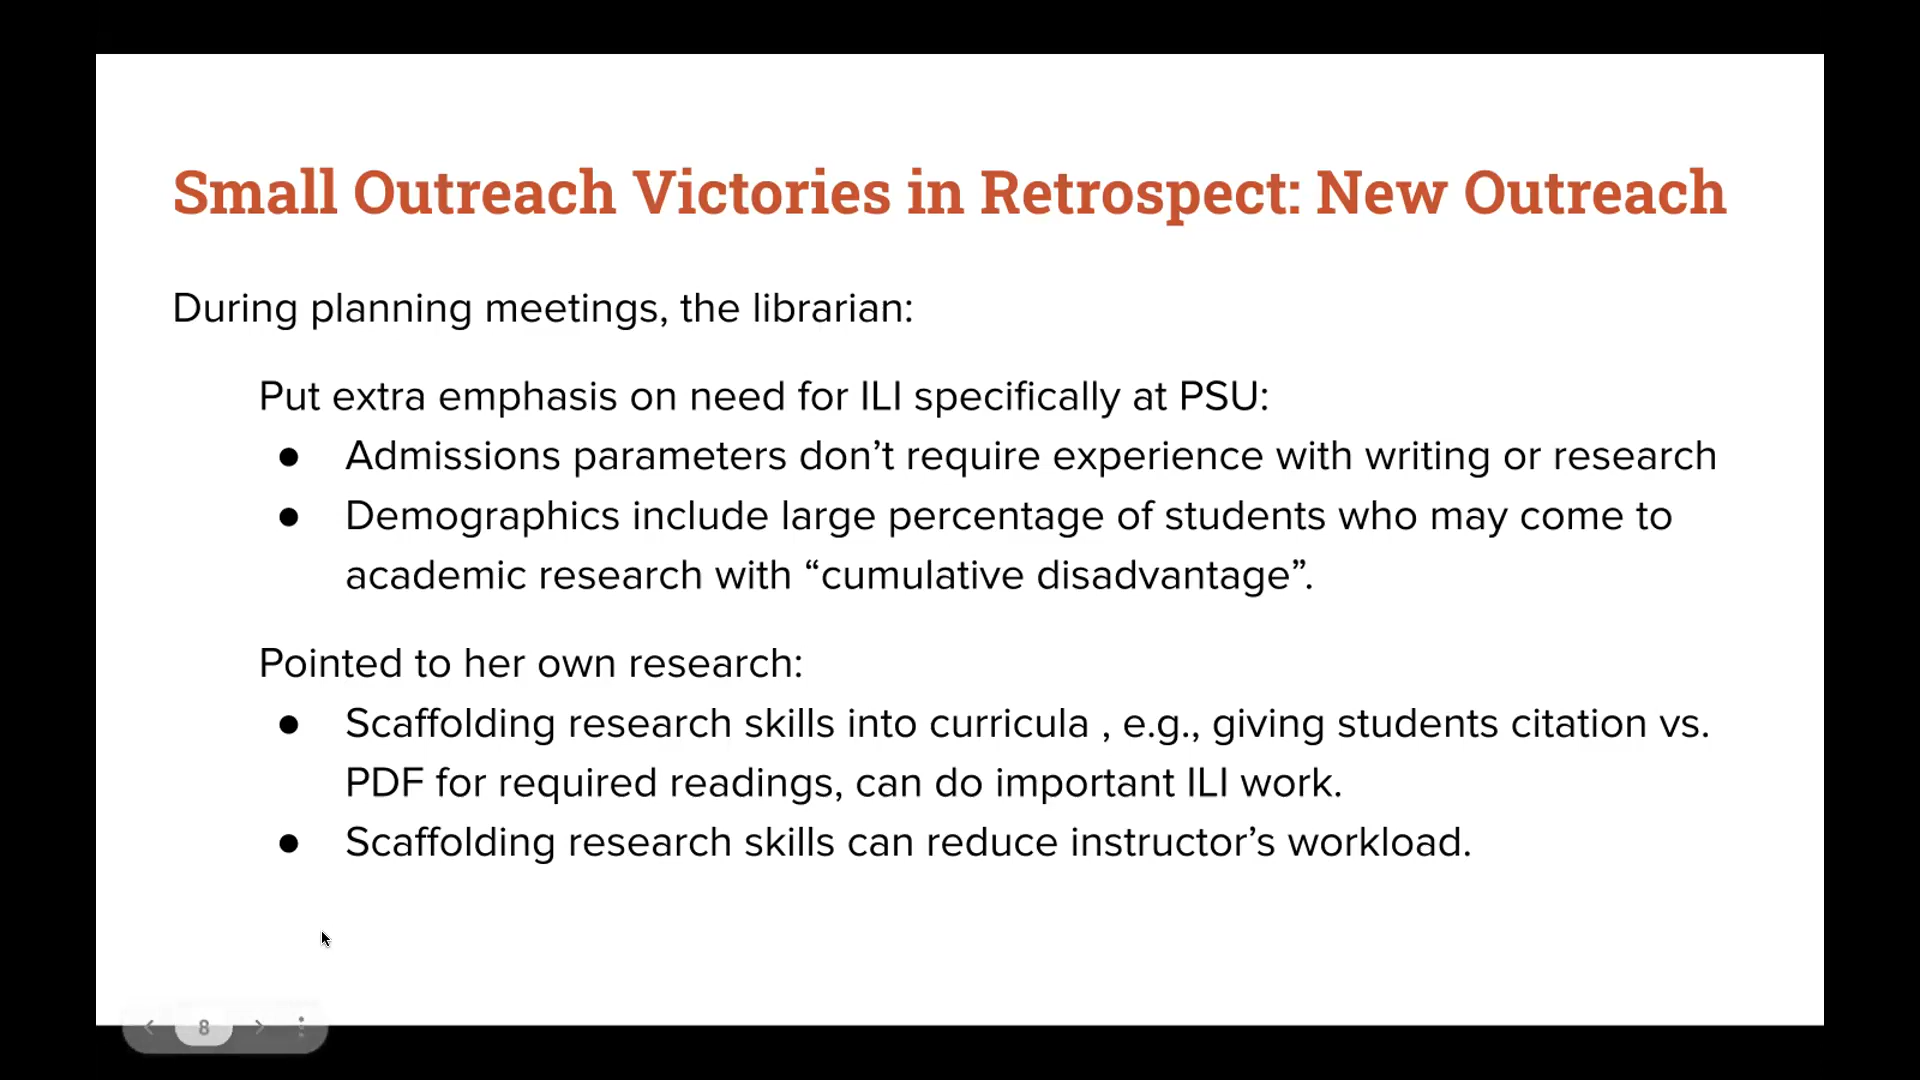 Small Outreach Victories in Retrospect: New Outreach
During planning meetings, the librarian:
Put extra emphasis on need for ILI specifically at PSU:
● Admissions parameters don’t require experience with writing or research
● Demographics include large percentage of students who may come to
academic research with “cumulative disadvantage”.
Pointed to her own research:
● Scaffolding research skills into curricula , e.g., giving students citation vs.
PDF for required readings, can do important ILI work.
● Scaffolding research skills can reduce instructor’s workload.
8